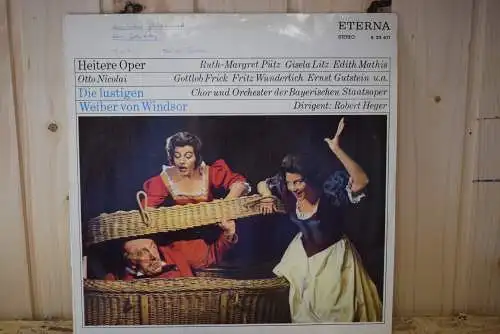 ETERNA
STEREO
Heitere Oper
Ruth-Margret Pütz Gisela Litz Edith Mathis
Otto Nicolai
Gottlob Frick Fritz Wunderlich Ernst Gutstein u.a.
Die lustigen
Chor und Orchester der Bayerischen Staatsoper
Weiber von Windsor
Dirigent: Robert Heger